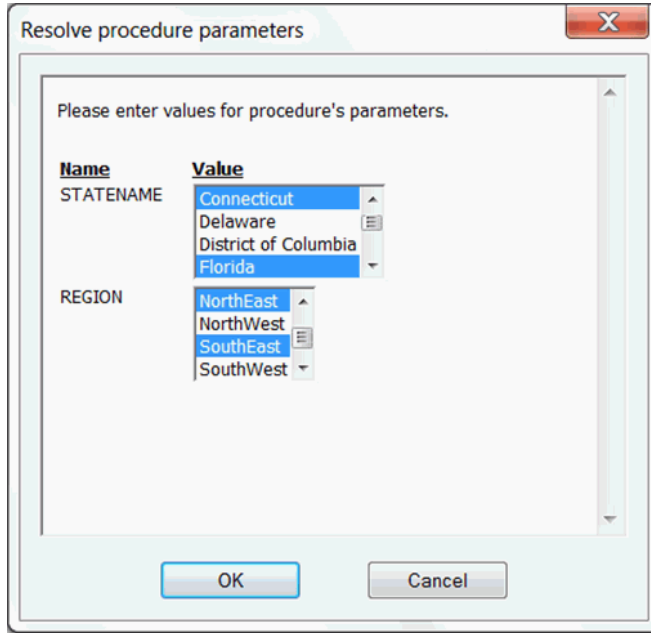 Resolve procedure parameters
Please enter values for procedure's parameters.
Name Value
STATENAME Connecticut
Delaware
District of Columbia
Florida
REGION NorthEast
NorthWest
SouthEast
SouthWest
OK Cancel